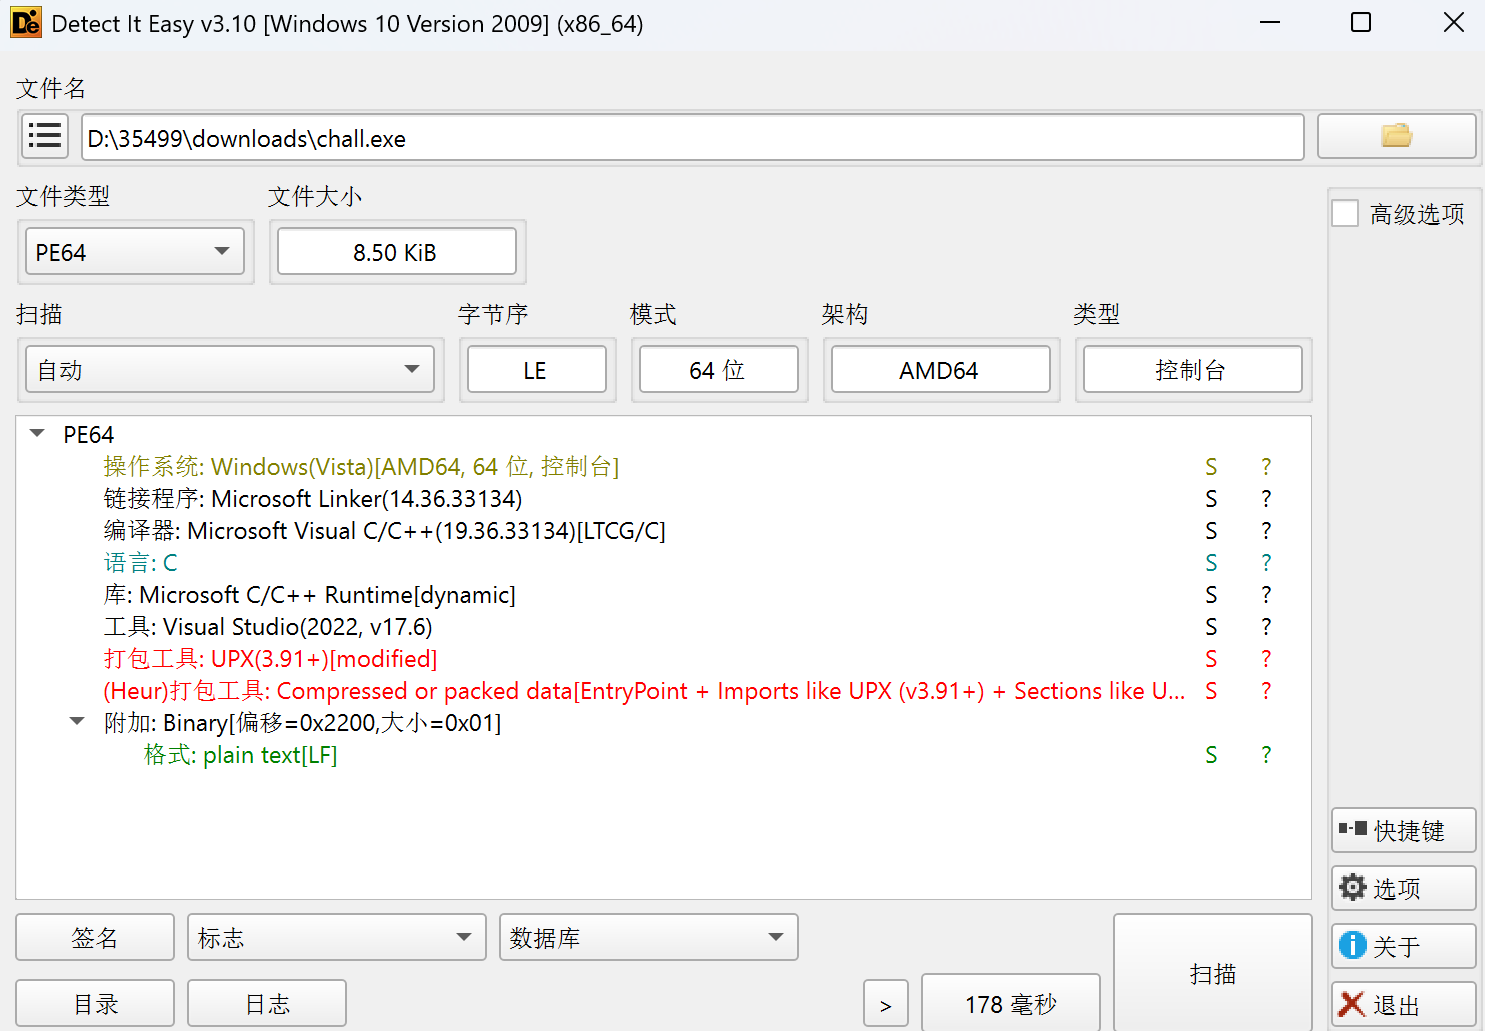 Detect It Easy v3.10 [Windows 10 Version 2009] (x86_64)
文件名
D:\35499\downloads\chall.exe
文件类型 文件大小
PE64 8.50 KiB
高级选项
扫描 字节序 模式 架构 类型
自动 LE 64 位 AMD64 控制台
PE64
操作系统: Windows(Vista)[AMD64, 64 位, 控制台] S ?
链接程序: Microsoft Linker(14.36.33134) S ?
编译器: Microsoft Visual C/C++(19.36.33134)[LTCG/C] S ?
语言: C S ?
库: Microsoft C/C++ Runtime[dynamic] S ?
工具: Visual Studio(2022, v17.6) S ?
打包工具: UPX(3.91+)[modified] S ?
(Heur)打包工具: Compressed or packed data[EntryPoint + Imports like UPX (v3.91+) + Sections like U... S ?
附加: Binary[偏移=0x2200,大小=0x01]
格式: plain text[LF] S ?
快捷键
选项
关于
退出
签名 标志 数据库 扫描
目录 日志 > 178 毫秒